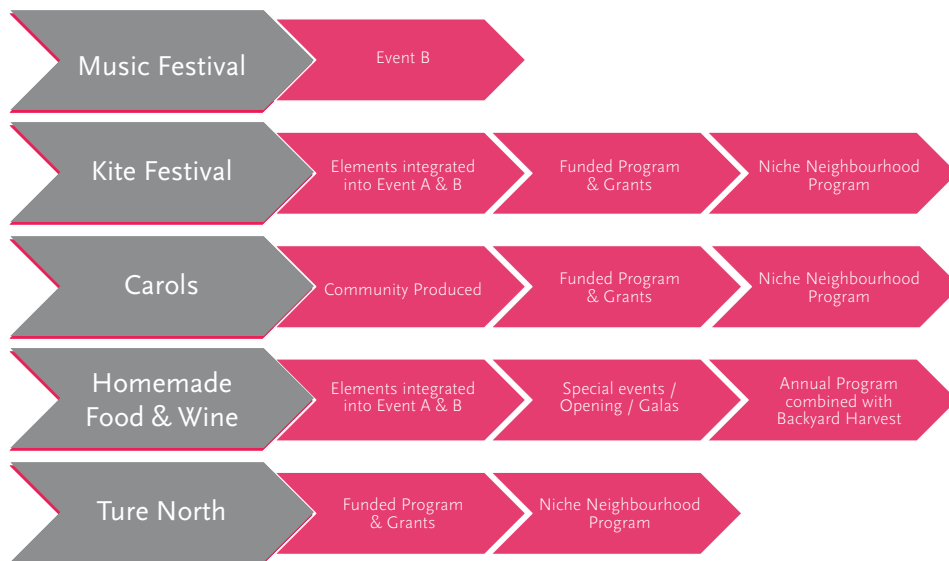 Music Festival
Event B
Kite Festival
Elements integrated
into Event A & B
Funded Program
& Grants
Niche Neighbourhood
Program
Carols
Community Produced
Funded Program
& Grants
Niche Neighbourhood
Program
Homemade
Food & Wine
Elements integrated
into Event A & B
Special events /
Opening / Galas
Annual Program
combined with
Backyard Harvest
Ture North
Funded Program
& Grants
Niche Neighbourhood
Program